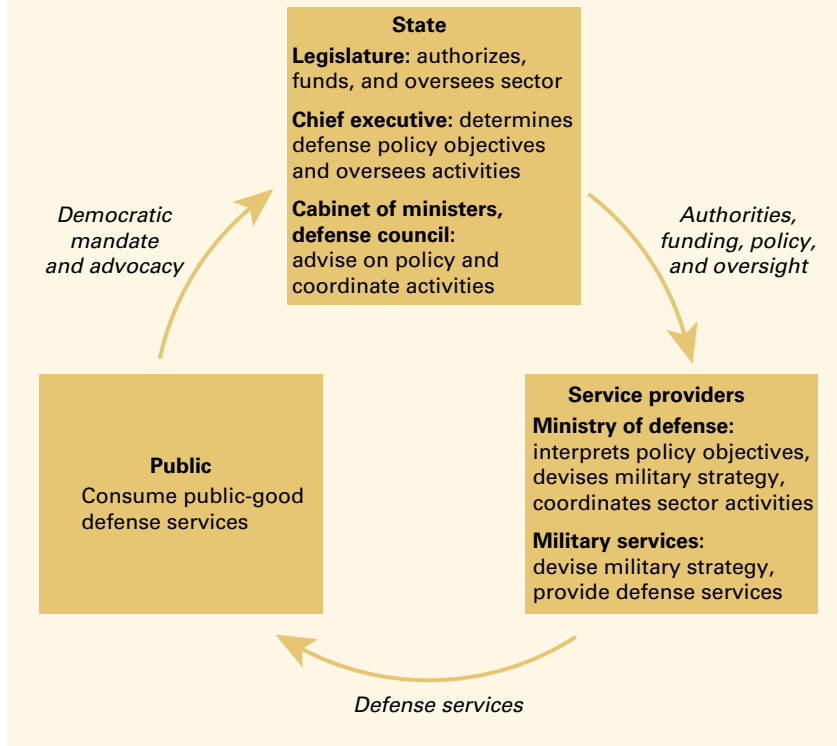 State
Legislature: authorizes,
funds, and oversees sector
Chief executive: determines
defense policy objectives
and oversees activities
Cabinet of ministers,
defense council:
advise on policy and
coordinate activities
Democratic
mandate
and advocacy
Authorities,
funding, policy,
and oversight
Public
Consume public-good
defense services
Service providers
Ministry of defense:
interprets policy objectives,
devises military strategy,
coordinates sector activities
Military services:
devise military strategy,
provide defense services
Defense services